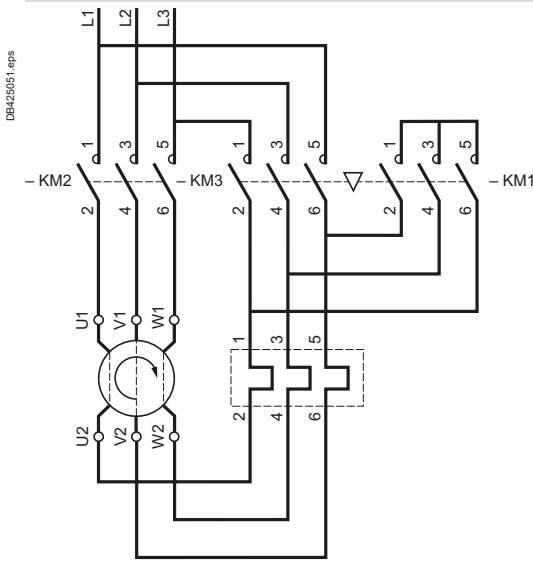 DB425051.eps
L1 L2 L3
1 3 5 1 3 5 1 3 5
– KM2 – KM3 – KM1
2 4 6 2 4 6 2 4 6
U1 V1 W1
1 3 5
2 4 6
U2 V2 W2